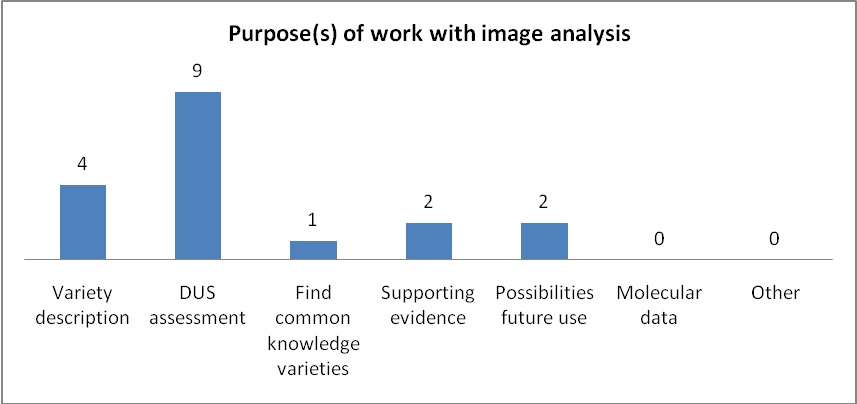 Purpose(s) of work with image analysis
9
4
1
2
2
0
0
Variety
description
DUS
assessment
Find
common
knowledge
varieties
Supporting
evidence
Possibilities
future use
Molecular
data
Other